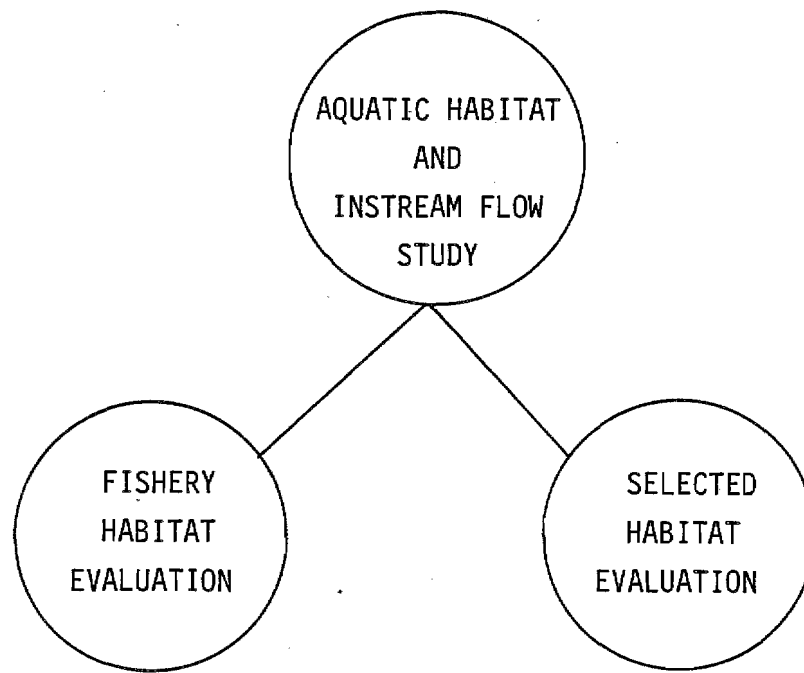 AQUATIC HABITAT
AND
INSTREAM FLOW
STUDY
FISHERY
HABITAT
EVALUATION
SELECTED
HABITAT
EVALUATION